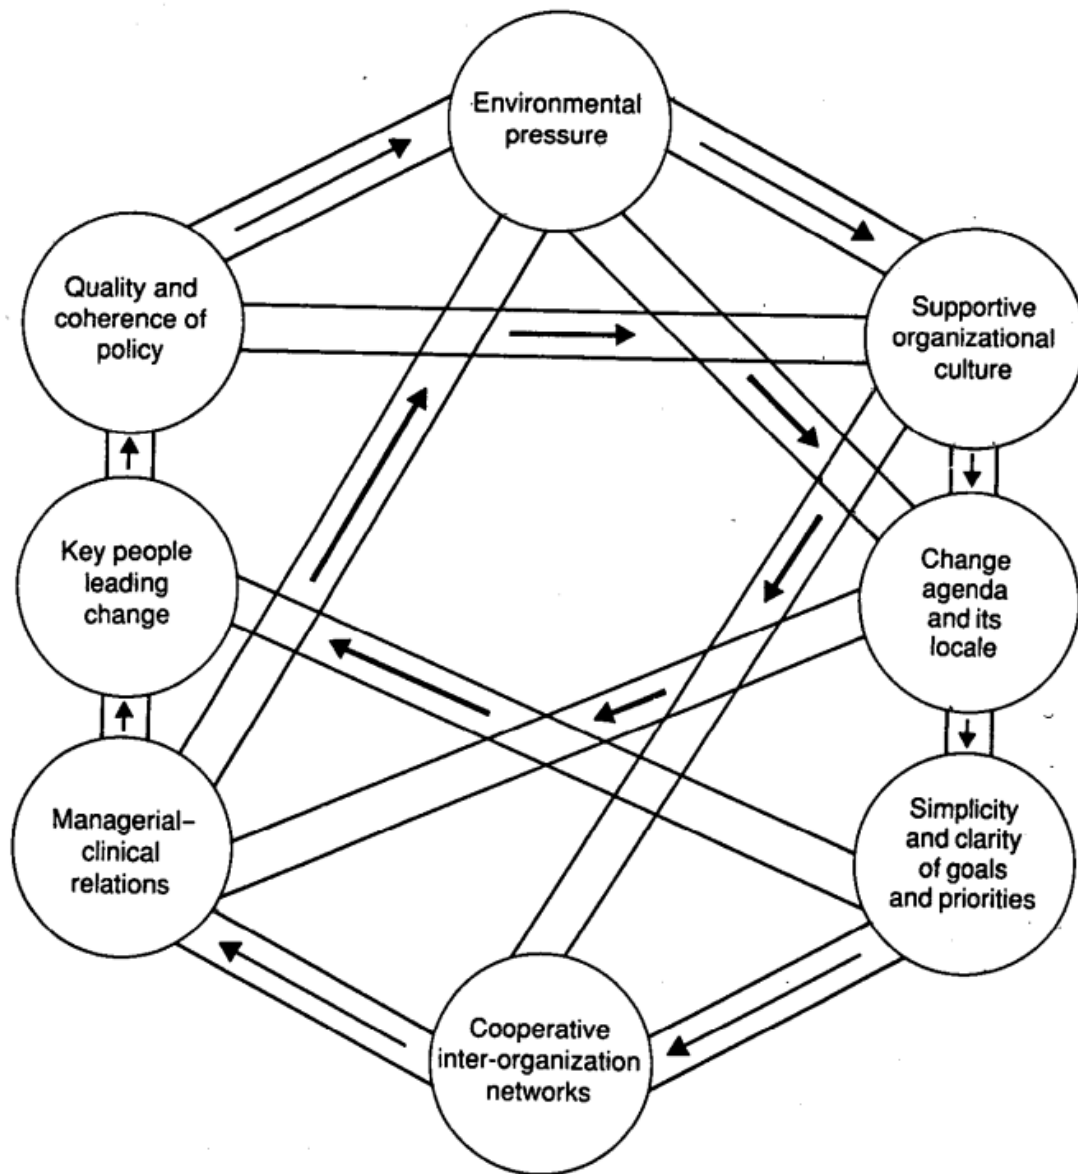 Environmental
pressure
Quality and
coherence of
policy
Supportive
organizational
culture
Key people
leading
change
Change
agenda
and its
locale
Managerial–
clinical
relations
Simplicity
and clarity
of goals
and priorities
Cooperative
inter-organization
networks